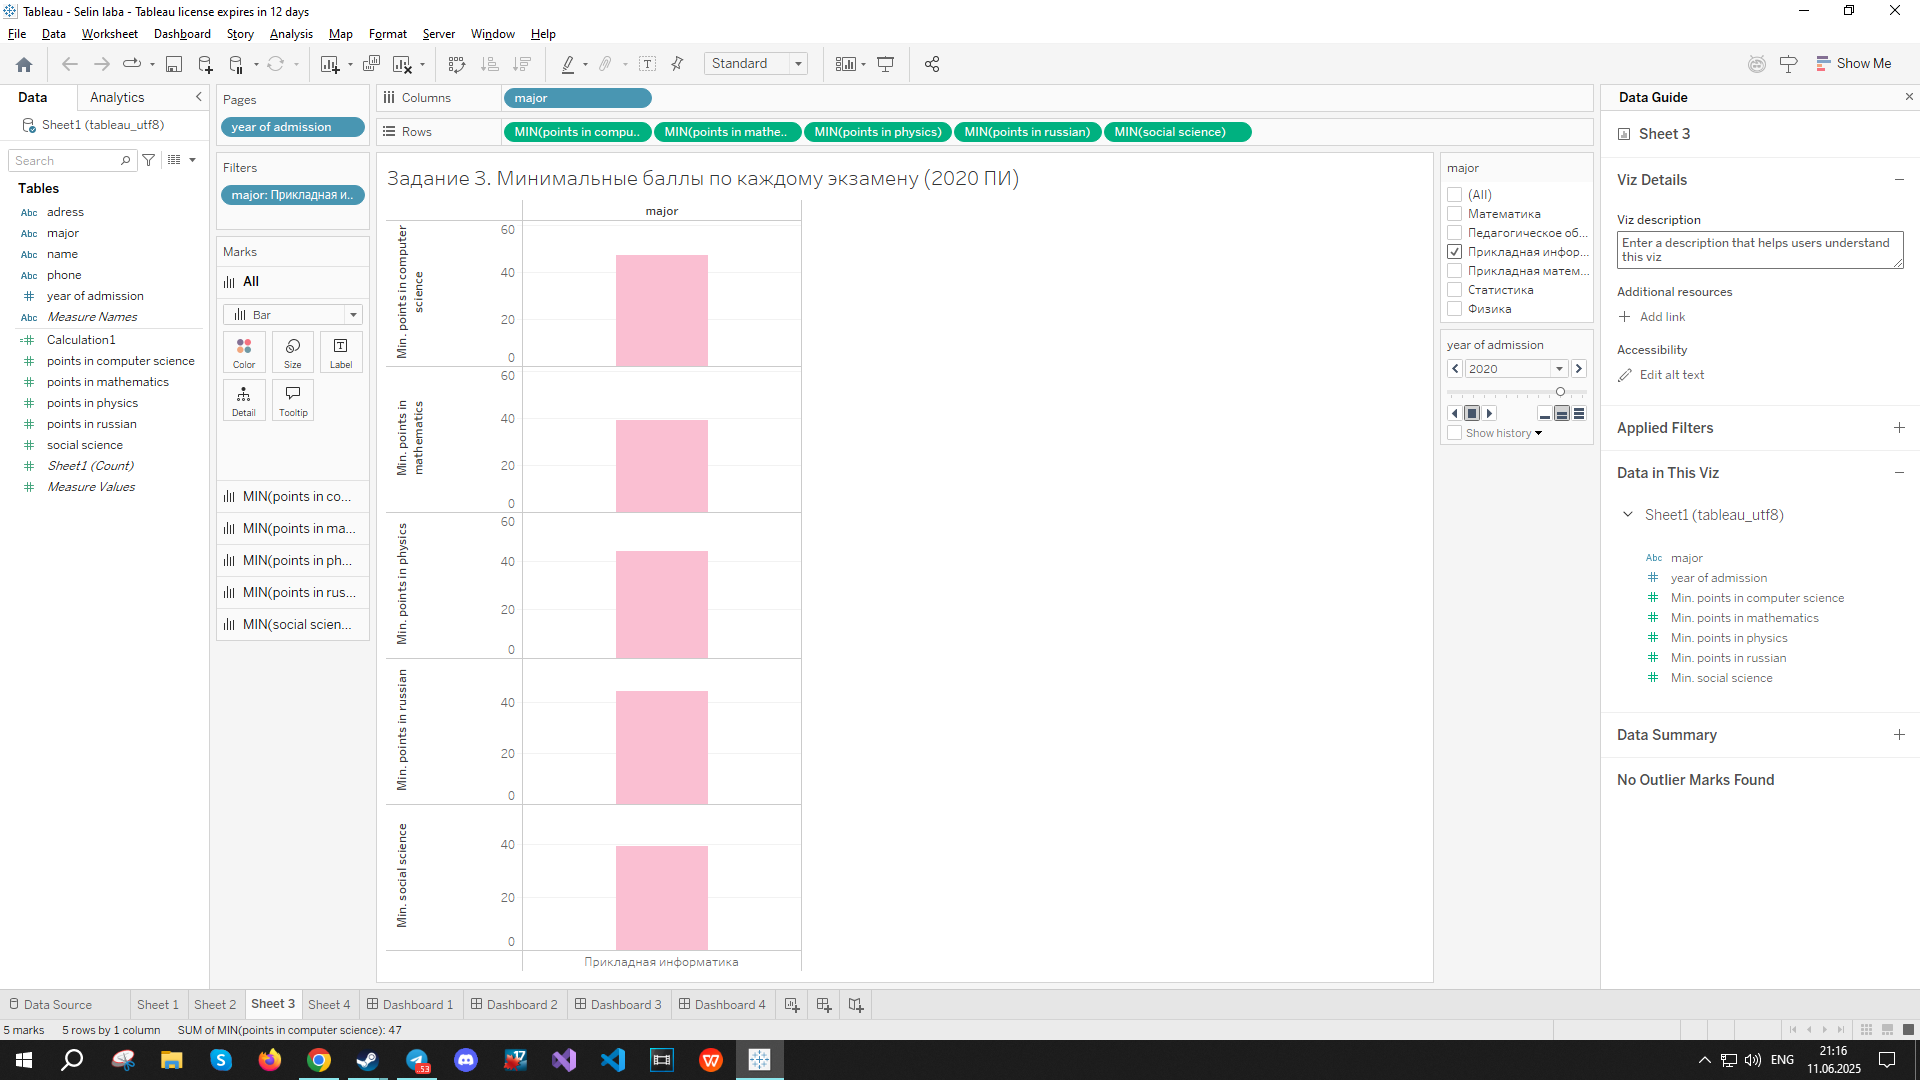 Tableau - Selin laba - Tableau license expires in 12 days
File Data Worksheet Dashboard Story Analysis Map Format Server Window Help
Standard
Show Me
Data Analytics
Sheet1 (tableau_utf8)
Search
Tables
Abc adress
Abc major
Abc name
Abc phone
year of admission
Abc Measure Names
Calculation1
points in computer science
points in mathematics
points in physics
points in russian
social science
Sheet1 (Count)
Measure Values
Pages
year of admission
Filters
major: Прикладная и..
Marks
All
Bar
Color Size Label
Detail Tooltip
MIN(points in co...
MIN(points in ma...
MIN(points in ph...
MIN(points in rus...
MIN(social scien...
Columns major
Rows MIN(points in compu.. MIN(points in mathe.. MIN(points in physics) MIN(points in russian) MIN(social science)
Задание 3. Минимальные баллы по каждому экзамену (2020 ПИ)
major
Min. points in computer science
60
40
20
0
Min. points in mathematics
60
40
20
0
Min. points in physics
60
40
20
0
Min. points in russian
40
20
0
Min. social science
40
20
0
Прикладная информатика
major
(All)
Математика
Педагогическое об...
Прикладная инфор...
Прикладная матем...
Статистика
Физика
year of admission
2020
Show history
Data Guide
Sheet 3
Viz Details
Viz description
Enter a description that helps users understand
this viz
Additional resources
Add link
Accessibility
Edit alt text
Applied Filters
Data in This Viz
Sheet1 (tableau_utf8)
Abc major
year of admission
Min. points in computer science
Min. points in mathematics
Min. points in physics
Min. points in russian
Min. social science
Data Summary
No Outlier Marks Found
Data Source Sheet 1 Sheet 2 Sheet 3 Sheet 4 Dashboard 1 Dashboard 2 Dashboard 3 Dashboard 4
5 marks 5 rows by 1 column SUM of MIN(points in computer science): 47
53
17
ENG
21:16
11.06.2025